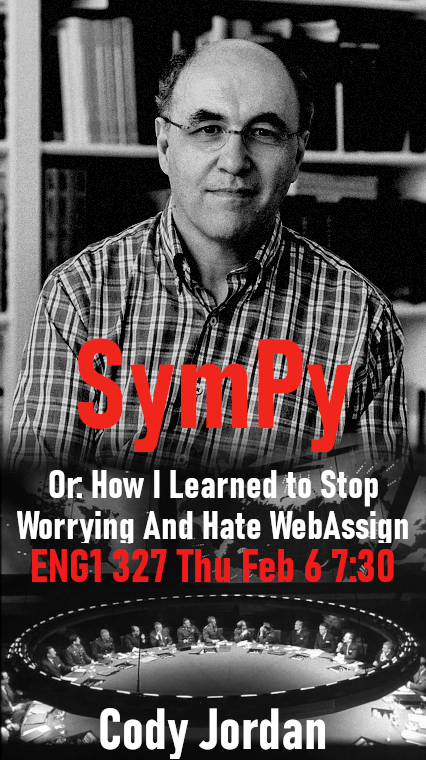 SymPy
Or: How I Learned to Stop
Worrying And Hate WebAssign
ENG1 327 Thu Feb 6 7:30
Cody Jordan